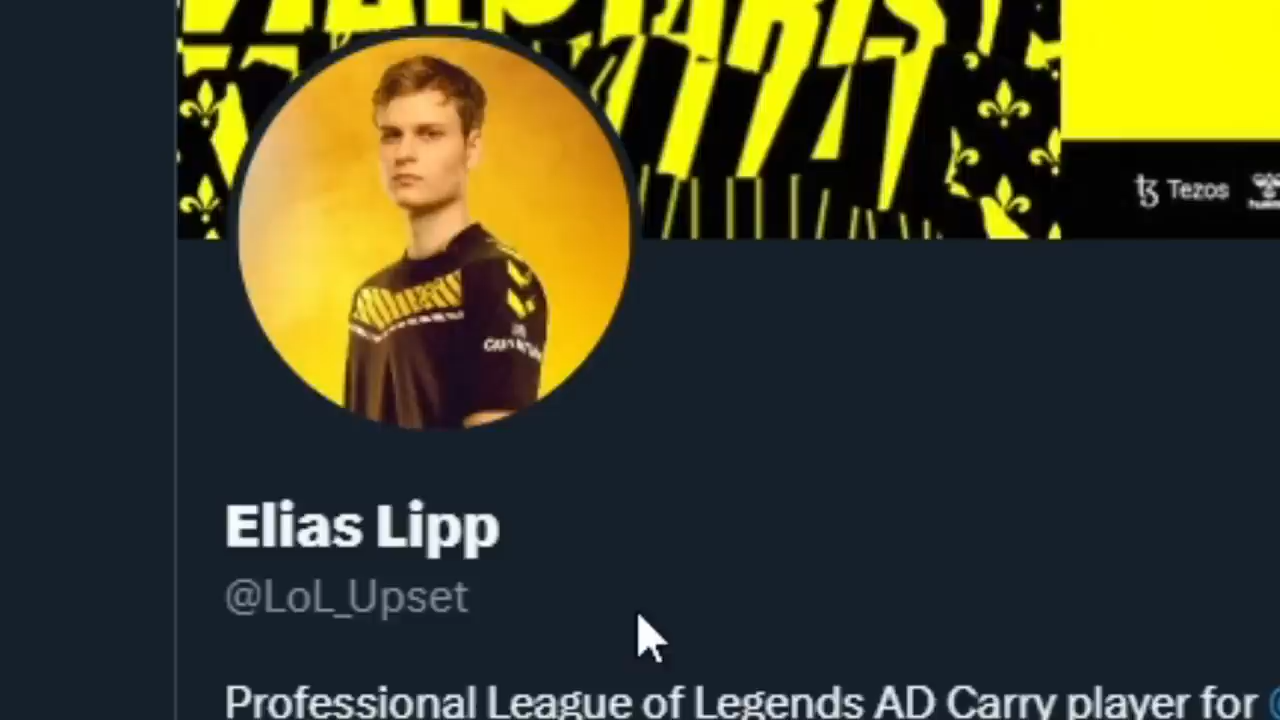 Tezos
Elias Lipp
@LoL_Upset
Professional League of Legends AD Carry player for